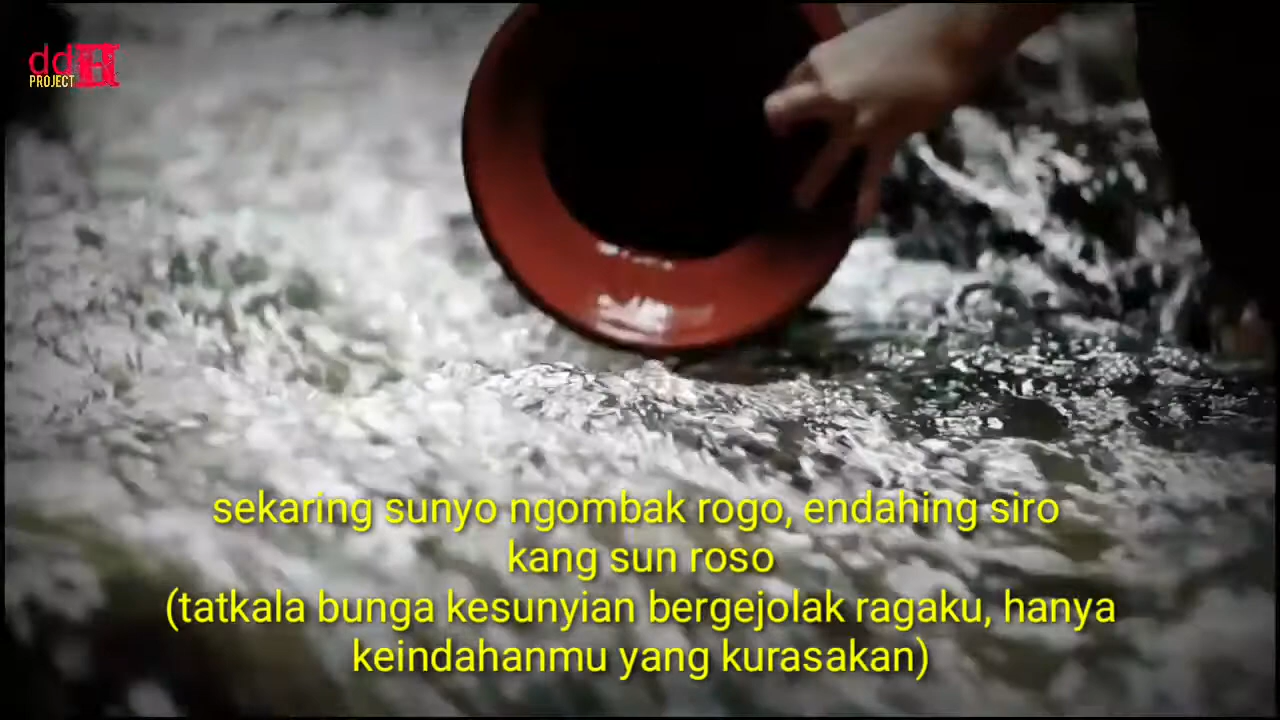 ddH
PROJECT
sekaring sunyo ngombak rogo, endahing siro
kang sun roso
(tatkala bunga kesunyian bergejolak ragaku, hanya
keindahanmu yang kurasakan)